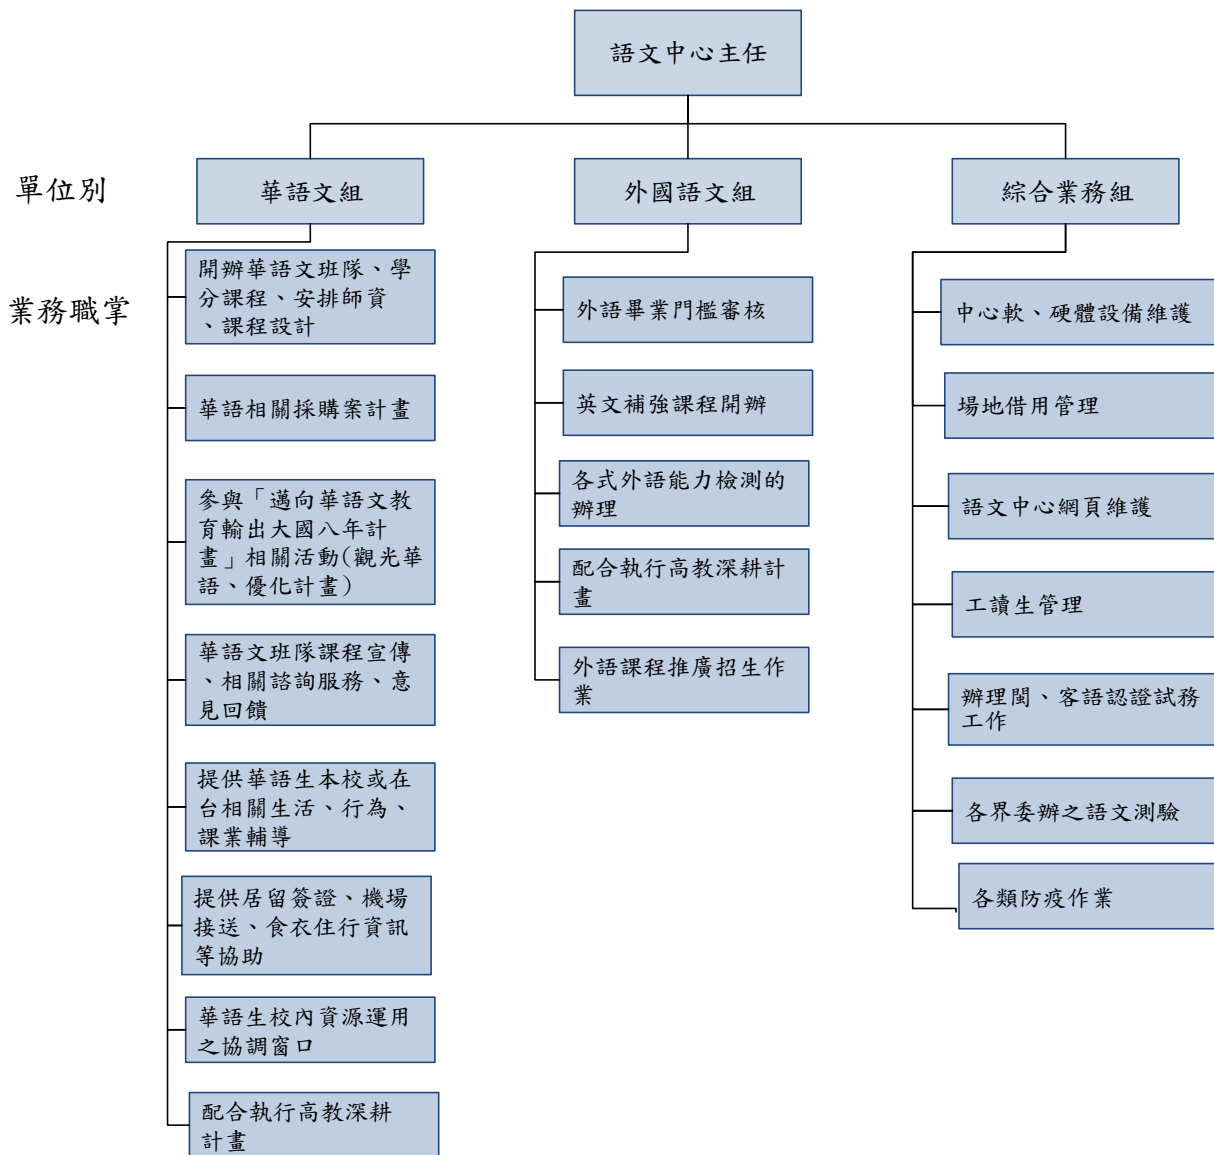 語文中心主任
單位別
華語文組
外國語文組
綜合業務組
業務職掌
開辦華語文班隊、學
分課程、安排師資
、課程設計
華語相關採購案計畫
參與「邁向華語文教
育輸出大國八年計
畫」相關活動(觀光華
語、優化計畫)
華語文班隊課程宣傳
、相關諮詢服務、意
見回饋
提供華語生本校或在
台相關生活、行為、
課業輔導
提供居留簽證、機場
接送、食衣住行資訊
等協助
華語生校內資源運用
之協調窗口
配合執行高教深耕
計畫
外語畢業門檻審核
英文補強課程開辦
各式外語能力檢測的
辦理
配合執行高教深耕計
畫
外語課程推廣招生作
業
中心軟、硬體設備維護
場地借用管理
語文中心網頁維護
工讀生管理
辦理閩、客語認證試務
工作
各界委辦之語文測驗
各類防疫作業